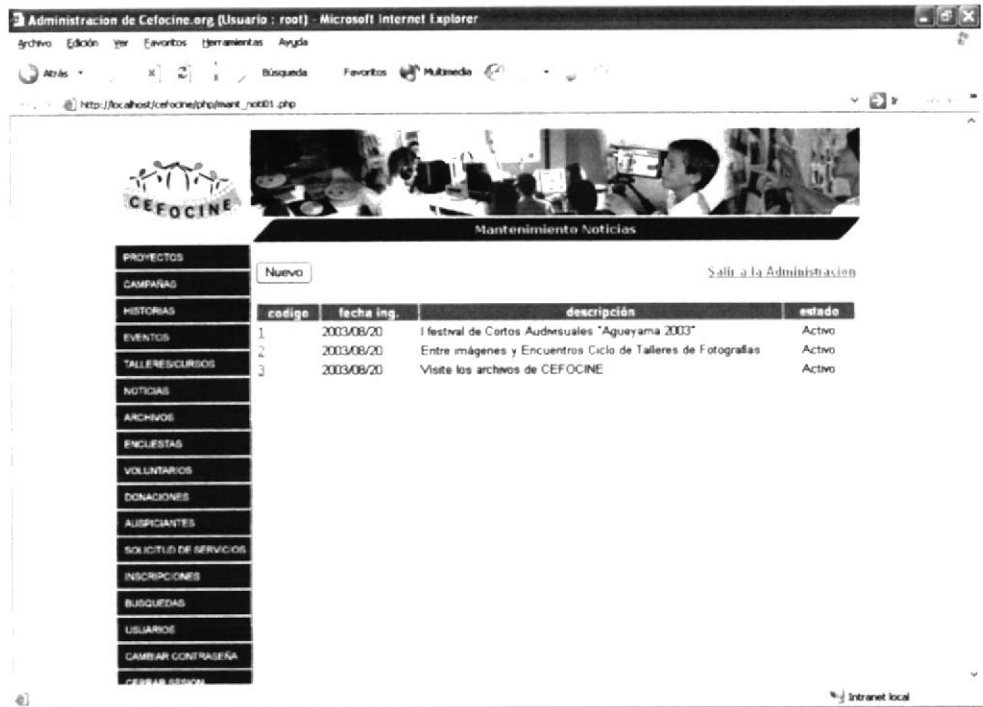 Administracion de Cefocine.org (Usuario : root) - Microsoft Internet Explorer
Archivo Edición Ver Favoritos Herramientas Ayuda
Atrás Búsqueda Favoritos Multimedia
http://localhost/cefocine/php/mant_noti01.php Ir
CEFOCINE
Mantenimiento Noticias
PROYECTOS
CAMPAÑAS
HISTORIAS
EVENTOS
TALLERES/CURSOS
NOTICIAS
ARCHIVOS
ENCUESTAS
VOLUNTARIOS
DONACIONES
AUSPICIANTES
SOLICITUD DE SERVICIOS
INSCRIPCIONES
BUSQUEDAS
USUARIOS
CAMBIAR CONTRASEÑA
CERRAR SESION
Nuevo Salir a la Administracion
codigo fecha ing. descripción estado
1 2003/08/20 I festival de Cortos Audivisuales "Agueyama 2003" Activo
2 2003/08/20 Entre imágenes y Encuentros Ciclo de Talleres de Fotografías Activo
3 2003/08/20 Visite los archivos de CEFOCINE Activo
Intranet local